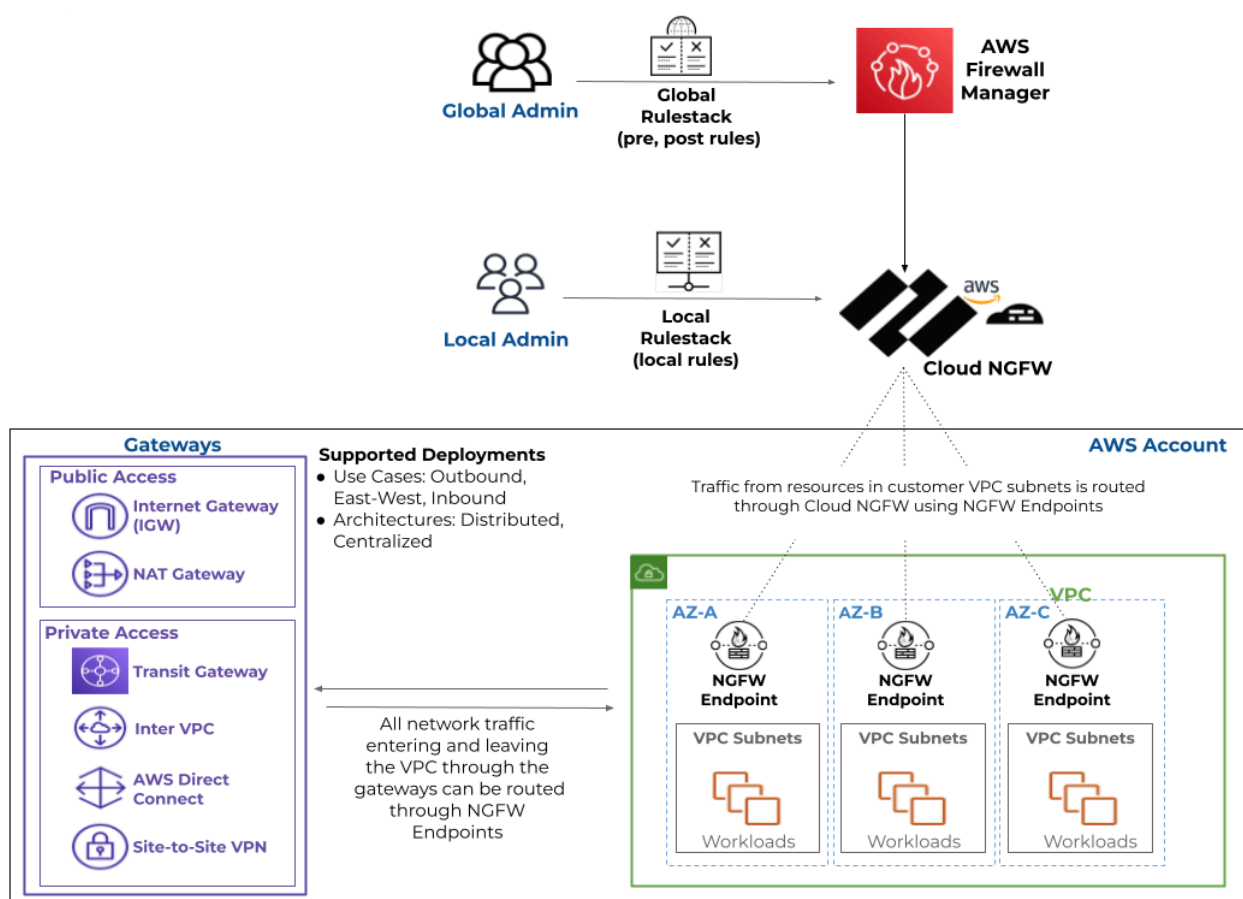 AWS
Firewall
Manager
Global Admin
Global
Rulestack
(pre, post rules)
Local Admin
Local
Rulestack
(local rules)
aws
Cloud NGFW
Gateways
AWS Account
Public Access
Internet Gateway
(IGW)
NAT Gateway
Private Access
Transit Gateway
Inter VPC
AWS Direct
Connect
Site-to-Site VPN
Supported Deployments
● Use Cases: Outbound,
East-West, Inbound
● Architectures: Distributed,
Centralized
Traffic from resources in customer VPC subnets is routed
through Cloud NGFW using NGFW Endpoints
All network traffic
entering and leaving
the VPC through the
gateways can be routed
through NGFW
Endpoints
VPC
AZ-A
NGFW
Endpoint
VPC Subnets
Workloads
AZ-B
NGFW
Endpoint
VPC Subnets
Workloads
AZ-C
NGFW
Endpoint
VPC Subnets
Workloads